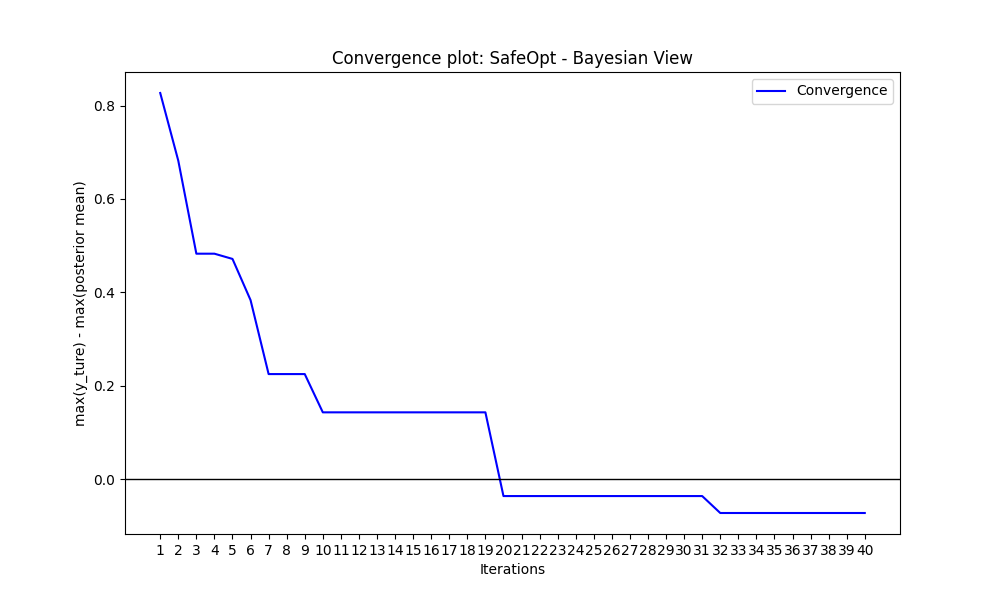 Convergence plot: SafeOpt - Bayesian View
Convergence
max(y_ture) - max(posterior mean)
0.8
0.6
0.4
0.2
0.0
1 2 3 4 5 6 7 8 9 10 11 12 13 14 15 16 17 18 19 20 21 22 23 24 25 26 27 28 29 30 31 32 33 34 35 36 37 38 39 40
Iterations